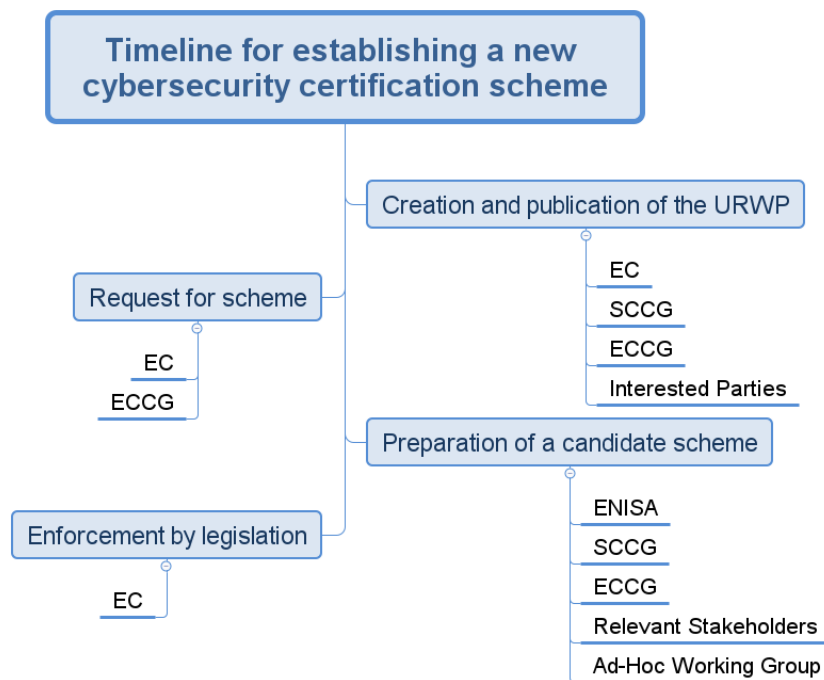 Timeline for establishing a new
cybersecurity certification scheme
Creation and publication of the URWP
EC
SCCG
ECCG
Interested Parties
Request for scheme
EC
ECCG
Preparation of a candidate scheme
ENISA
SCCG
ECCG
Relevant Stakeholders
Ad-Hoc Working Group
Enforcement by legislation
EC